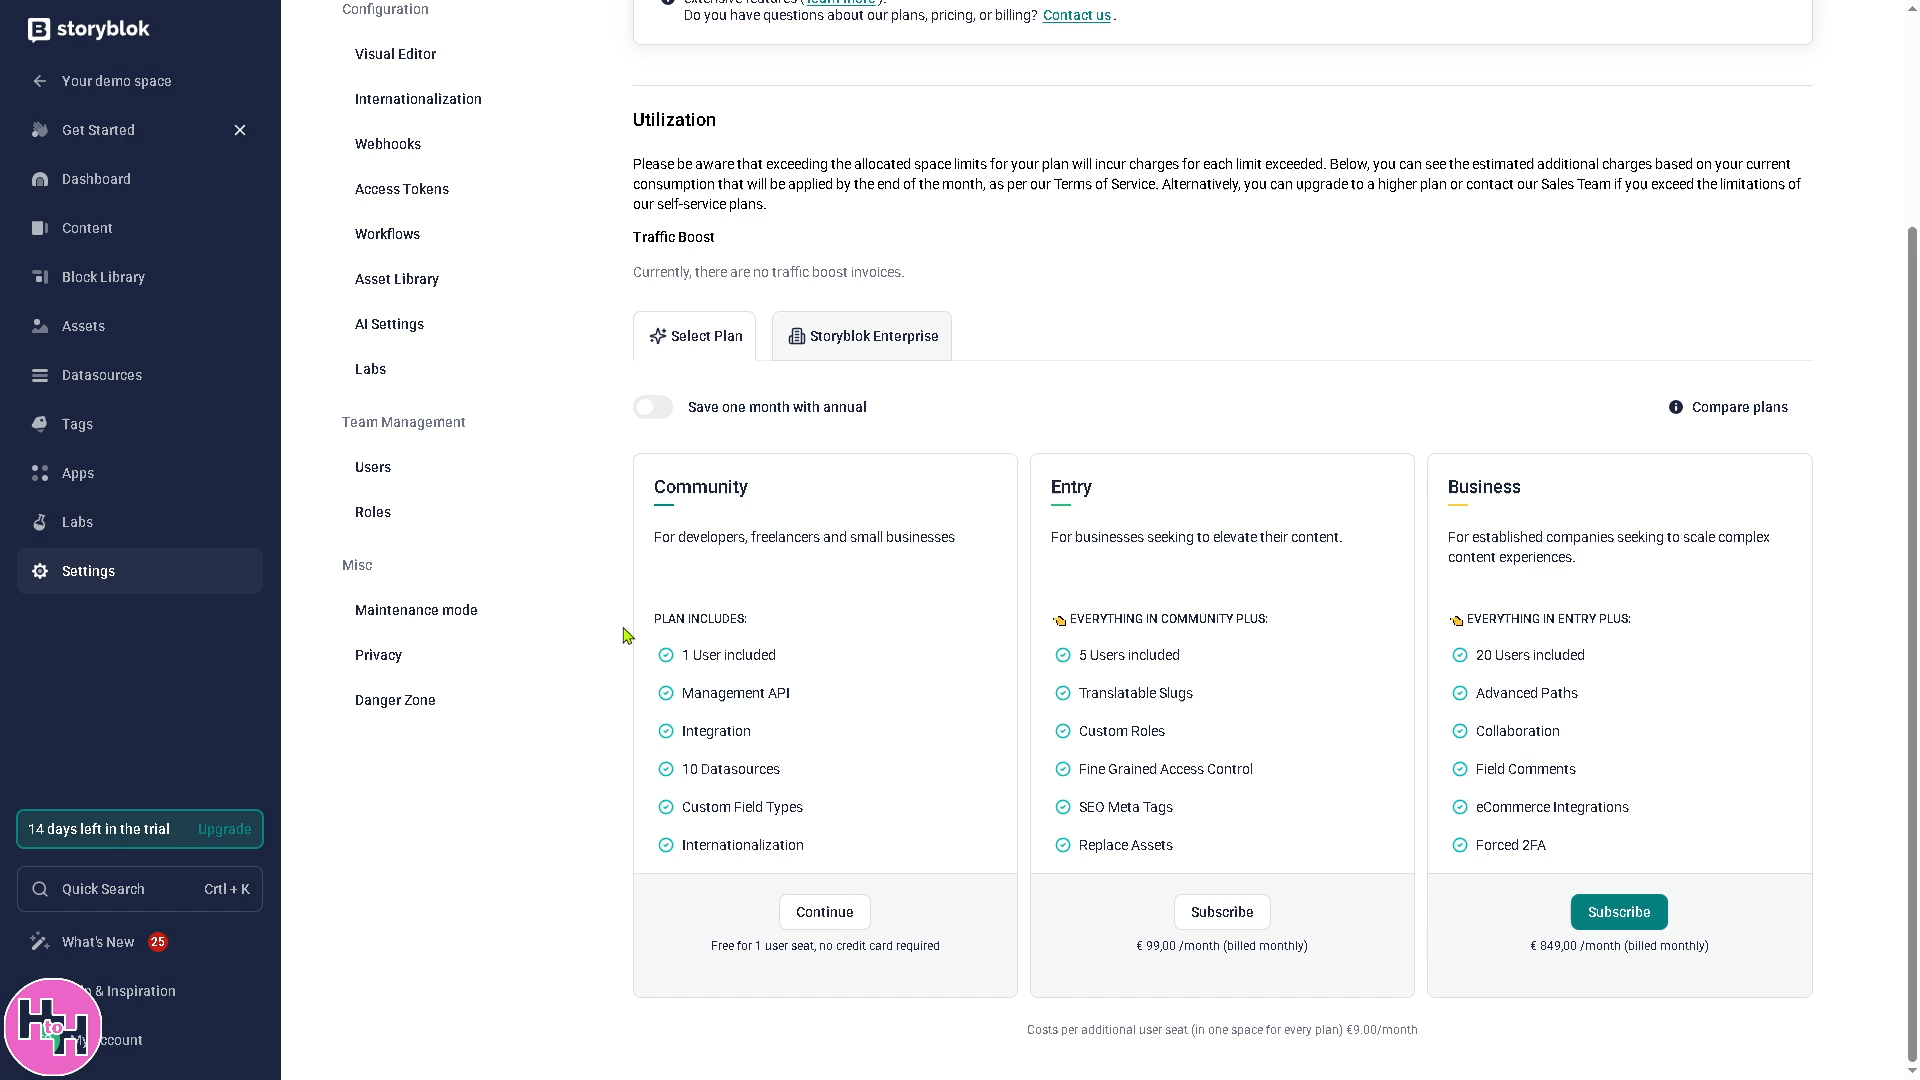 storyblok
Your demo space
Get Started
Dashboard
Content
Block Library
Assets
Datasources
Tags
Apps
Labs
Settings
14 days left in the trial Upgrade
Quick Search Crtl + K
What's New 25
& Inspiration
H to H
Configuration
Visual Editor
Internationalization
Webhooks
Access Tokens
Workflows
Asset Library
AI Settings
Labs
Team Management
Users
Roles
Misc
Maintenance mode
Privacy
Danger Zone
extensive features (learn more).
Do you have questions about our plans, pricing, or billing? Contact us.
Utilization
Please be aware that exceeding the allocated space limits for your plan will incur charges for each limit exceeded. Below, you can see the estimated additional charges based on your current
consumption that will be applied by the end of the month, as per our Terms of Service. Alternatively, you can upgrade to a higher plan or contact our Sales Team if you exceed the limitations of
our self-service plans.
Traffic Boost
Currently, there are no traffic boost invoices.
Select Plan
Storyblok Enterprise
Save one month with annual
Compare plans
Community
For developers, freelancers and small businesses
PLAN INCLUDES:
1 User included
Management API
Integration
10 Datasources
Custom Field Types
Internationalization
Continue
Free for 1 user seat, no credit card required
Entry
For businesses seeking to elevate their content.
👈 EVERYTHING IN COMMUNITY PLUS:
5 Users included
Translatable Slugs
Custom Roles
Fine Grained Access Control
SEO Meta Tags
Replace Assets
Subscribe
€ 99,00 /month (billed monthly)
Business
For established companies seeking to scale complex
content experiences.
👈 EVERYTHING IN ENTRY PLUS:
20 Users included
Advanced Paths
Collaboration
Field Comments
eCommerce Integrations
Forced 2FA
Subscribe
€ 849,00 /month (billed monthly)
Costs per additional user seat (in one space for every plan) €9.00/month